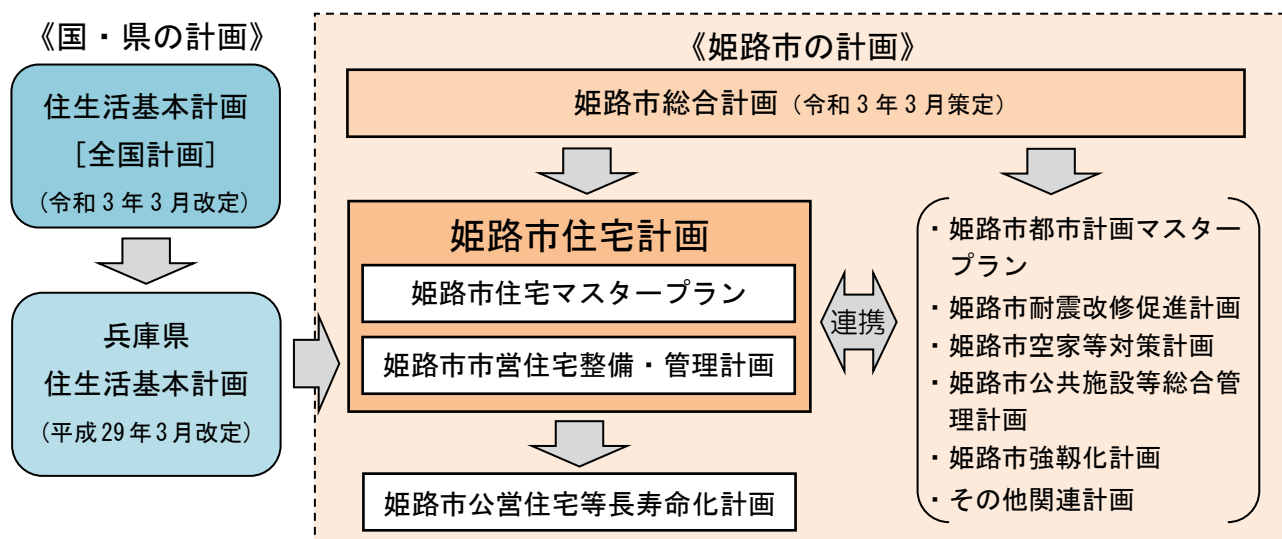 《国・県の計画》
住生活基本計画
［全国計画］
（令和3年3月改定）
兵庫県
住生活基本計画
（平成29年3月改定）
《姫路市の計画》
姫路市総合計画（令和3年3月策定）
姫路市住宅計画
姫路市住宅マスタープラン
姫路市市営住宅整備・管理計画
姫路市公営住宅等長寿命化計画
連携
・姫路市都市計画マスター
プラン
・姫路市耐震改修促進計画
・姫路市空家等対策計画
・姫路市公共施設等総合管
理計画
・姫路市強靱化計画
・その他関連計画